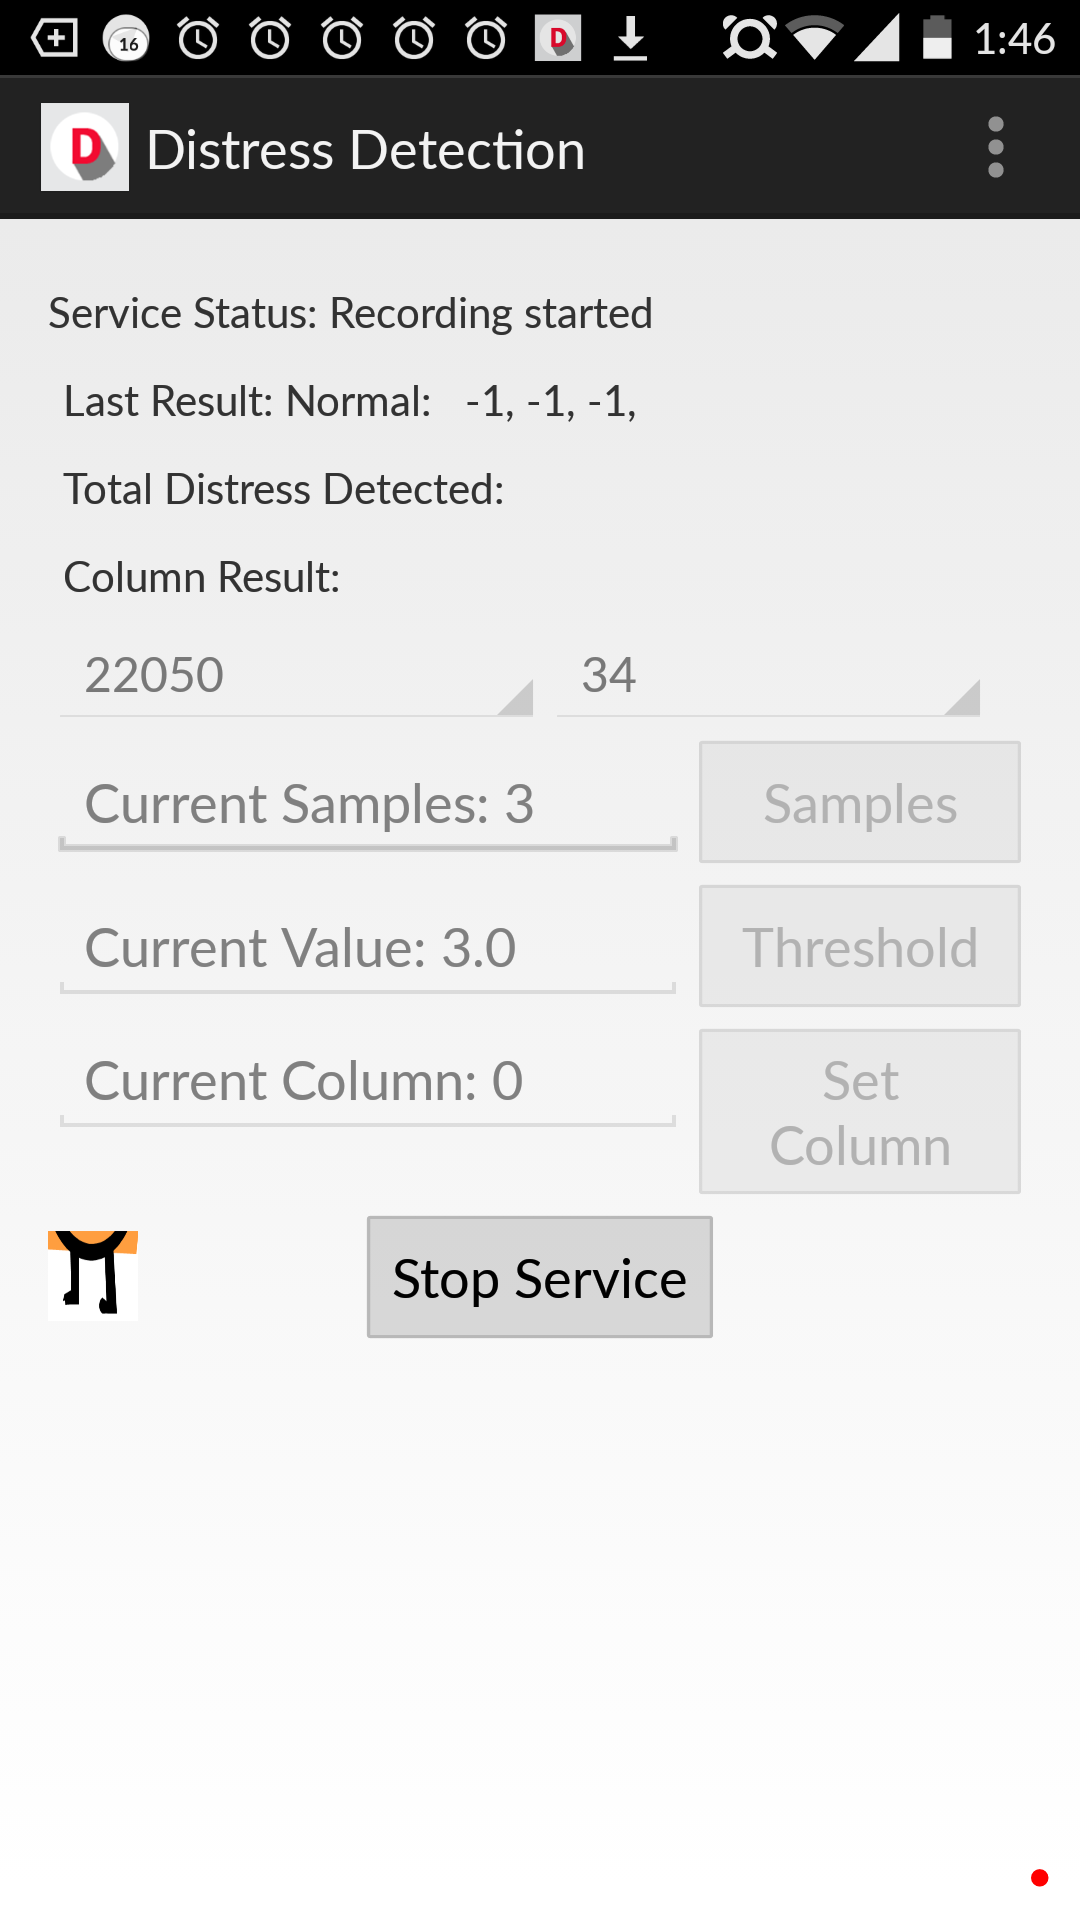 16
D
1:46
D
Distress Detection
Service Status: Recording started
Last Result: Normal: -1, -1, -1,
Total Distress Detected:
Column Result:
22050
34
Current Samples: 3
Samples
Current Value: 3.0
Threshold
Current Column: 0
Set
Column
Stop Service